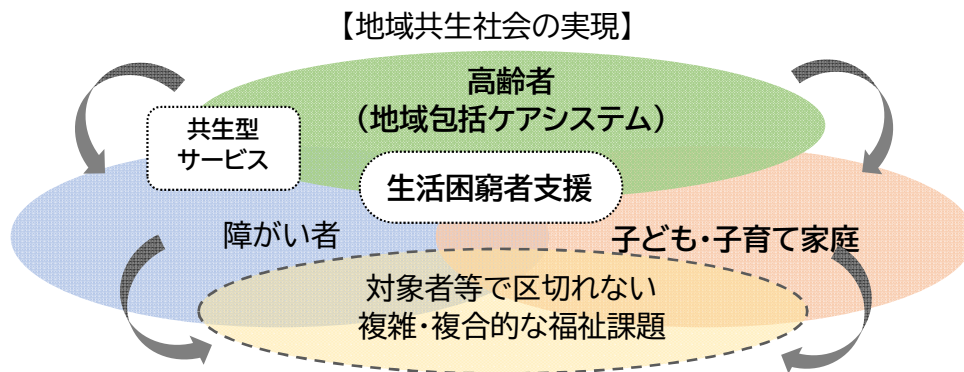 【地域共生社会の実現】
高齢者
（地域包括ケアシステム）
共生型
サービス
生活困窮者支援
障がい者
子ども・子育て家庭
対象者等で区切れない
複雑・複合的な福祉課題